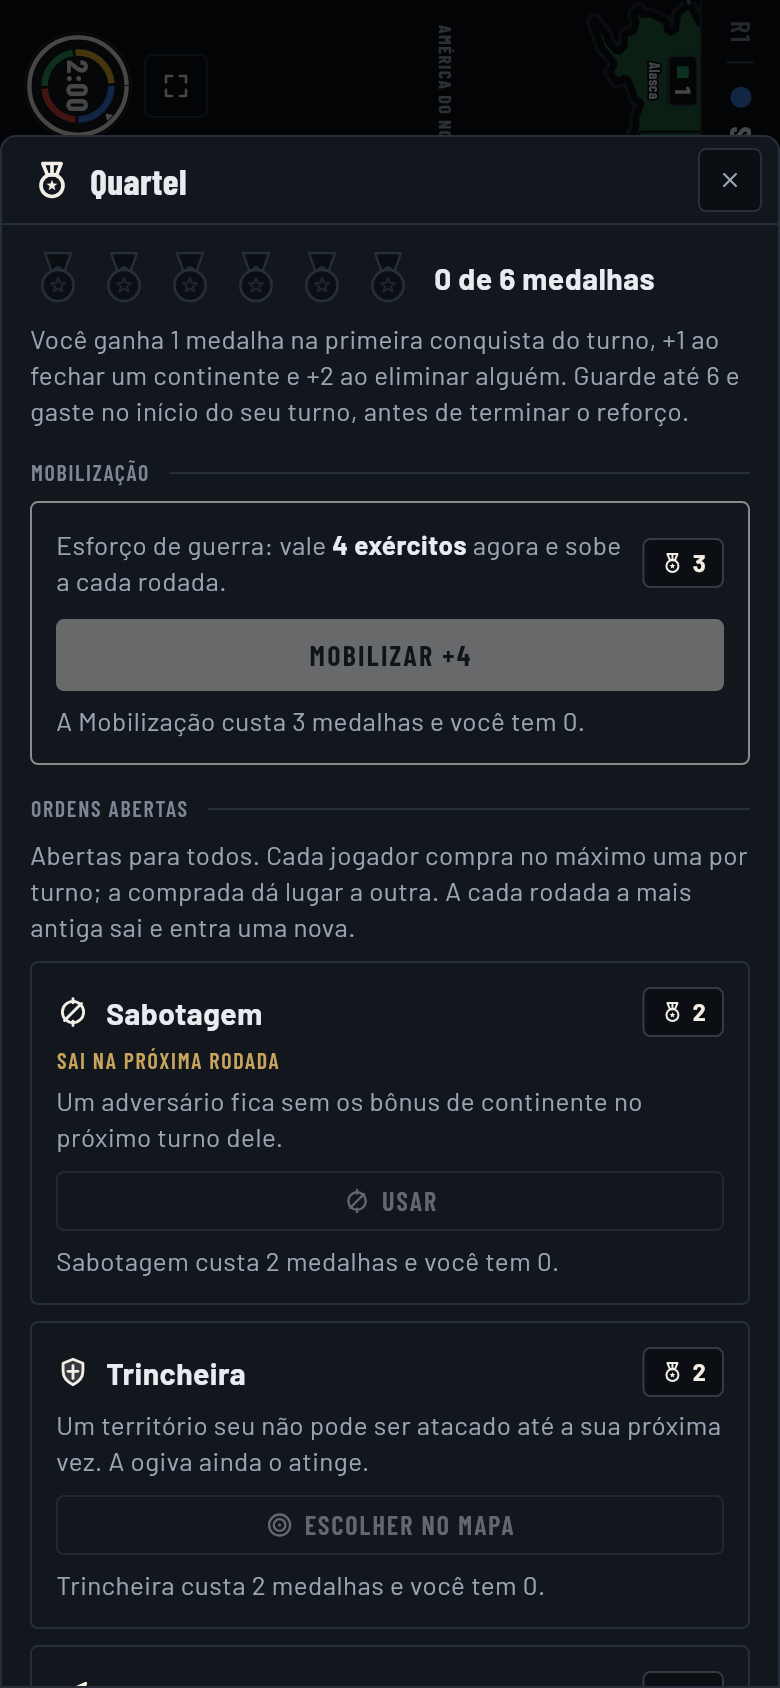 2:00
AMÉRICA DO NO
Alasca
1
R1
Quartel
0 de 6 medalhas
Você ganha 1 medalha na primeira conquista do turno, +1 ao
fechar um continente e +2 ao eliminar alguém. Guarde até 6 e
gaste no início do seu turno, antes de terminar o reforço.
MOBILIZAÇÃO
Esforço de guerra: vale 4 exércitos agora e sobe
a cada rodada.
3
MOBILIZAR +4
A Mobilização custa 3 medalhas e você tem 0.
ORDENS ABERTAS
Abertas para todos. Cada jogador compra no máximo uma por
turno; a comprada dá lugar a outra. A cada rodada a mais
antiga sai e entra uma nova.
Sabotagem
2
SAI NA PRÓXIMA RODADA
Um adversário fica sem os bônus de continente no
próximo turno dele.
USAR
Sabotagem custa 2 medalhas e você tem 0.
Trincheira
2
Um território seu não pode ser atacado até a sua próxima
vez. A ogiva ainda o atinge.
ESCOLHER NO MAPA
Trincheira custa 2 medalhas e você tem 0.